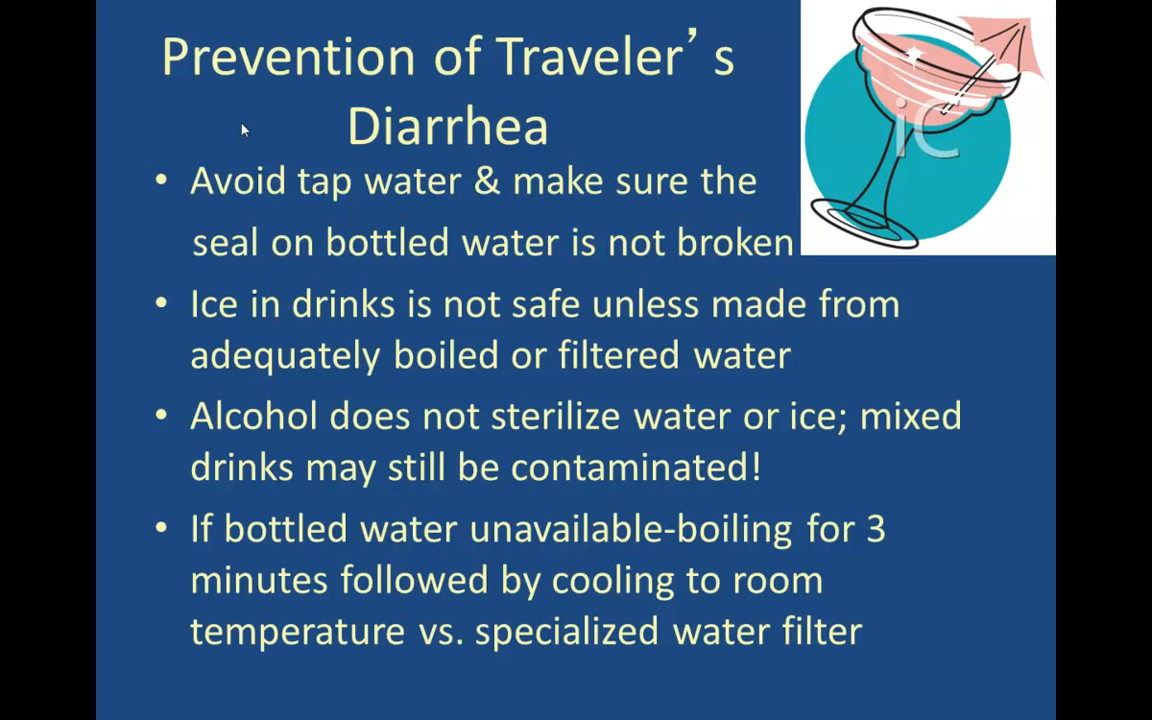 Prevention of Traveler’s
Diarrhea
• Avoid tap water & make sure the
seal on bottled water is not broken
• Ice in drinks is not safe unless made from
adequately boiled or filtered water
• Alcohol does not sterilize water or ice; mixed
drinks may still be contaminated!
• If bottled water unavailable-boiling for 3
minutes followed by cooling to room
temperature vs. specialized water filter
iC